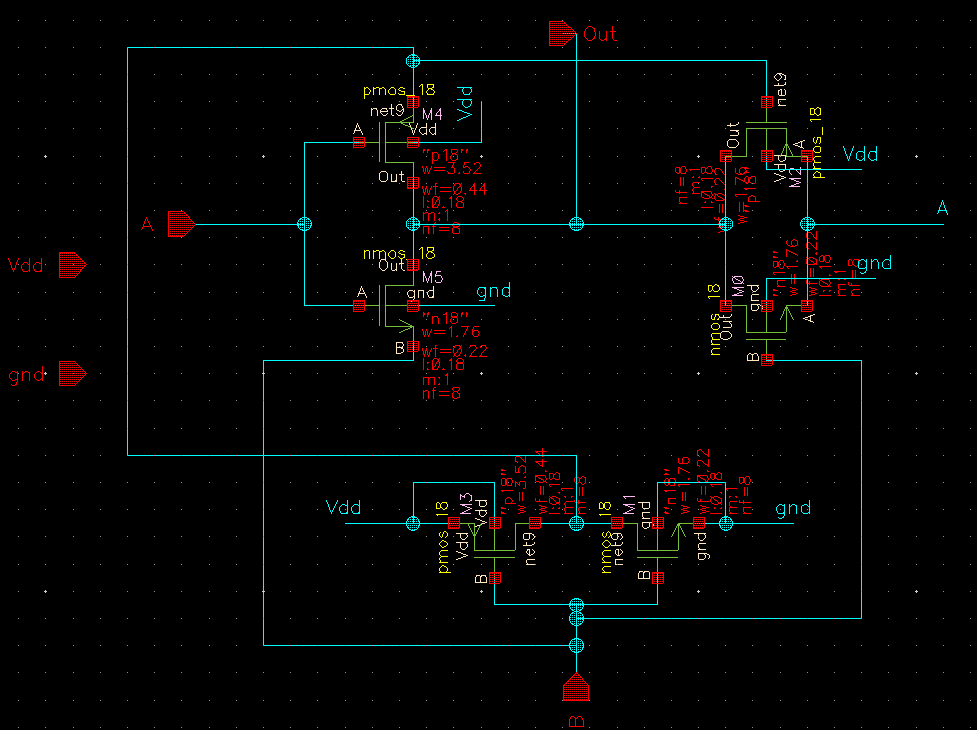 Out
pmos_18
net9
M4
Vdd
A
Vdd
"p18"
w=3.52
wf=0.44
l:0.18
m:1
nf=8
Out
net9
Out
pmos_18
A
Vdd
M2
Vdd
"p18"
w=1.76
wf=0.22
l:0.18
m:1
nf=8
A
A
Vdd
gnd
nmos_18
Out
M5
A
gnd
gnd
"n18"
w=1.76
wf=0.22
l:0.18
m:1
nf=8
B
nmos_18
Out
M0
gnd
"n18"
w=1.76
wf=0.22
l:0.18
m:1
nf=8
gnd
A
B
Vdd
pmos_18
Vdd
M3
Vdd
"p18"
w=3.52
wf=0.44
l:0.18
m:1
nf=8
net9
B
nmos_18
net9
M1
gnd
"n18"
w=1.76
wf=0.22
l:0.18
m:1
nf=8
gnd
gnd
B
B